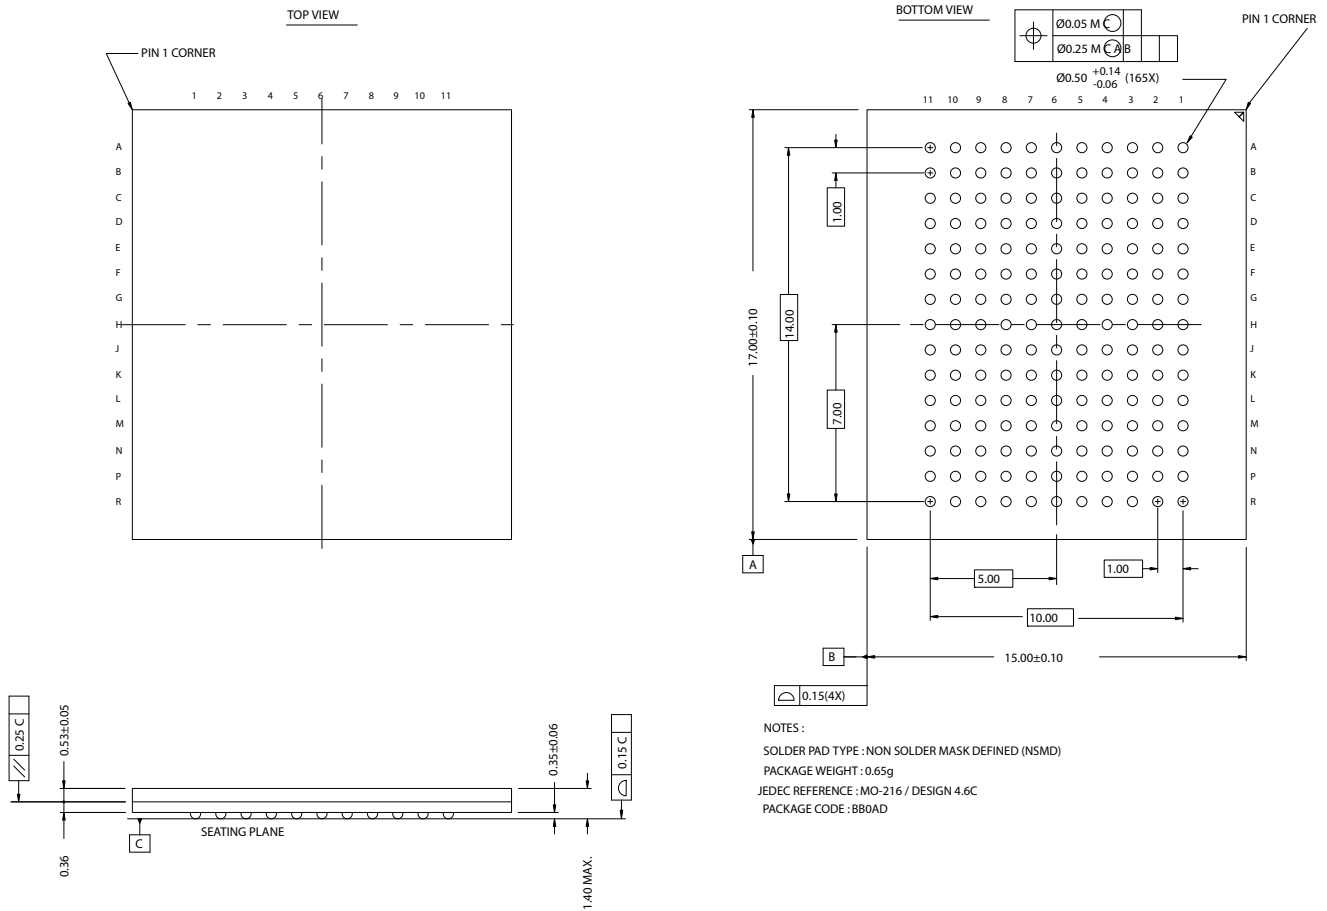 TOP VIEW
PIN 1 CORNER
1 2 3 4 5 6 7 8 9 10 11
A
B
C
D
E
F
G
H
J
K
L
M
N
P
R
BOTTOM VIEW
PIN 1 CORNER
Ø0.05 M C
Ø0.25 M C A B
Ø0.50 +0.14 -0.06 (165X)
11 10 9 8 7 6 5 4 3 2 1
A
B
C
D
E
F
G
H
J
K
L
M
N
P
R
1.00
14.00
17.00±0.10
7.00
A
5.00
1.00
10.00
B
15.00±0.10
0.15(4X)
0.25 C
0.53±0.05
0.35±0.06
0.15 C
SEATING PLANE
C
0.36
1.40 MAX.
NOTES :
SOLDER PAD TYPE : NON SOLDER MASK DEFINED (NSMD)
PACKAGE WEIGHT : 0.65g
JEDEC REFERENCE : MO-216 / DESIGN 4.6C
PACKAGE CODE : BB0AD